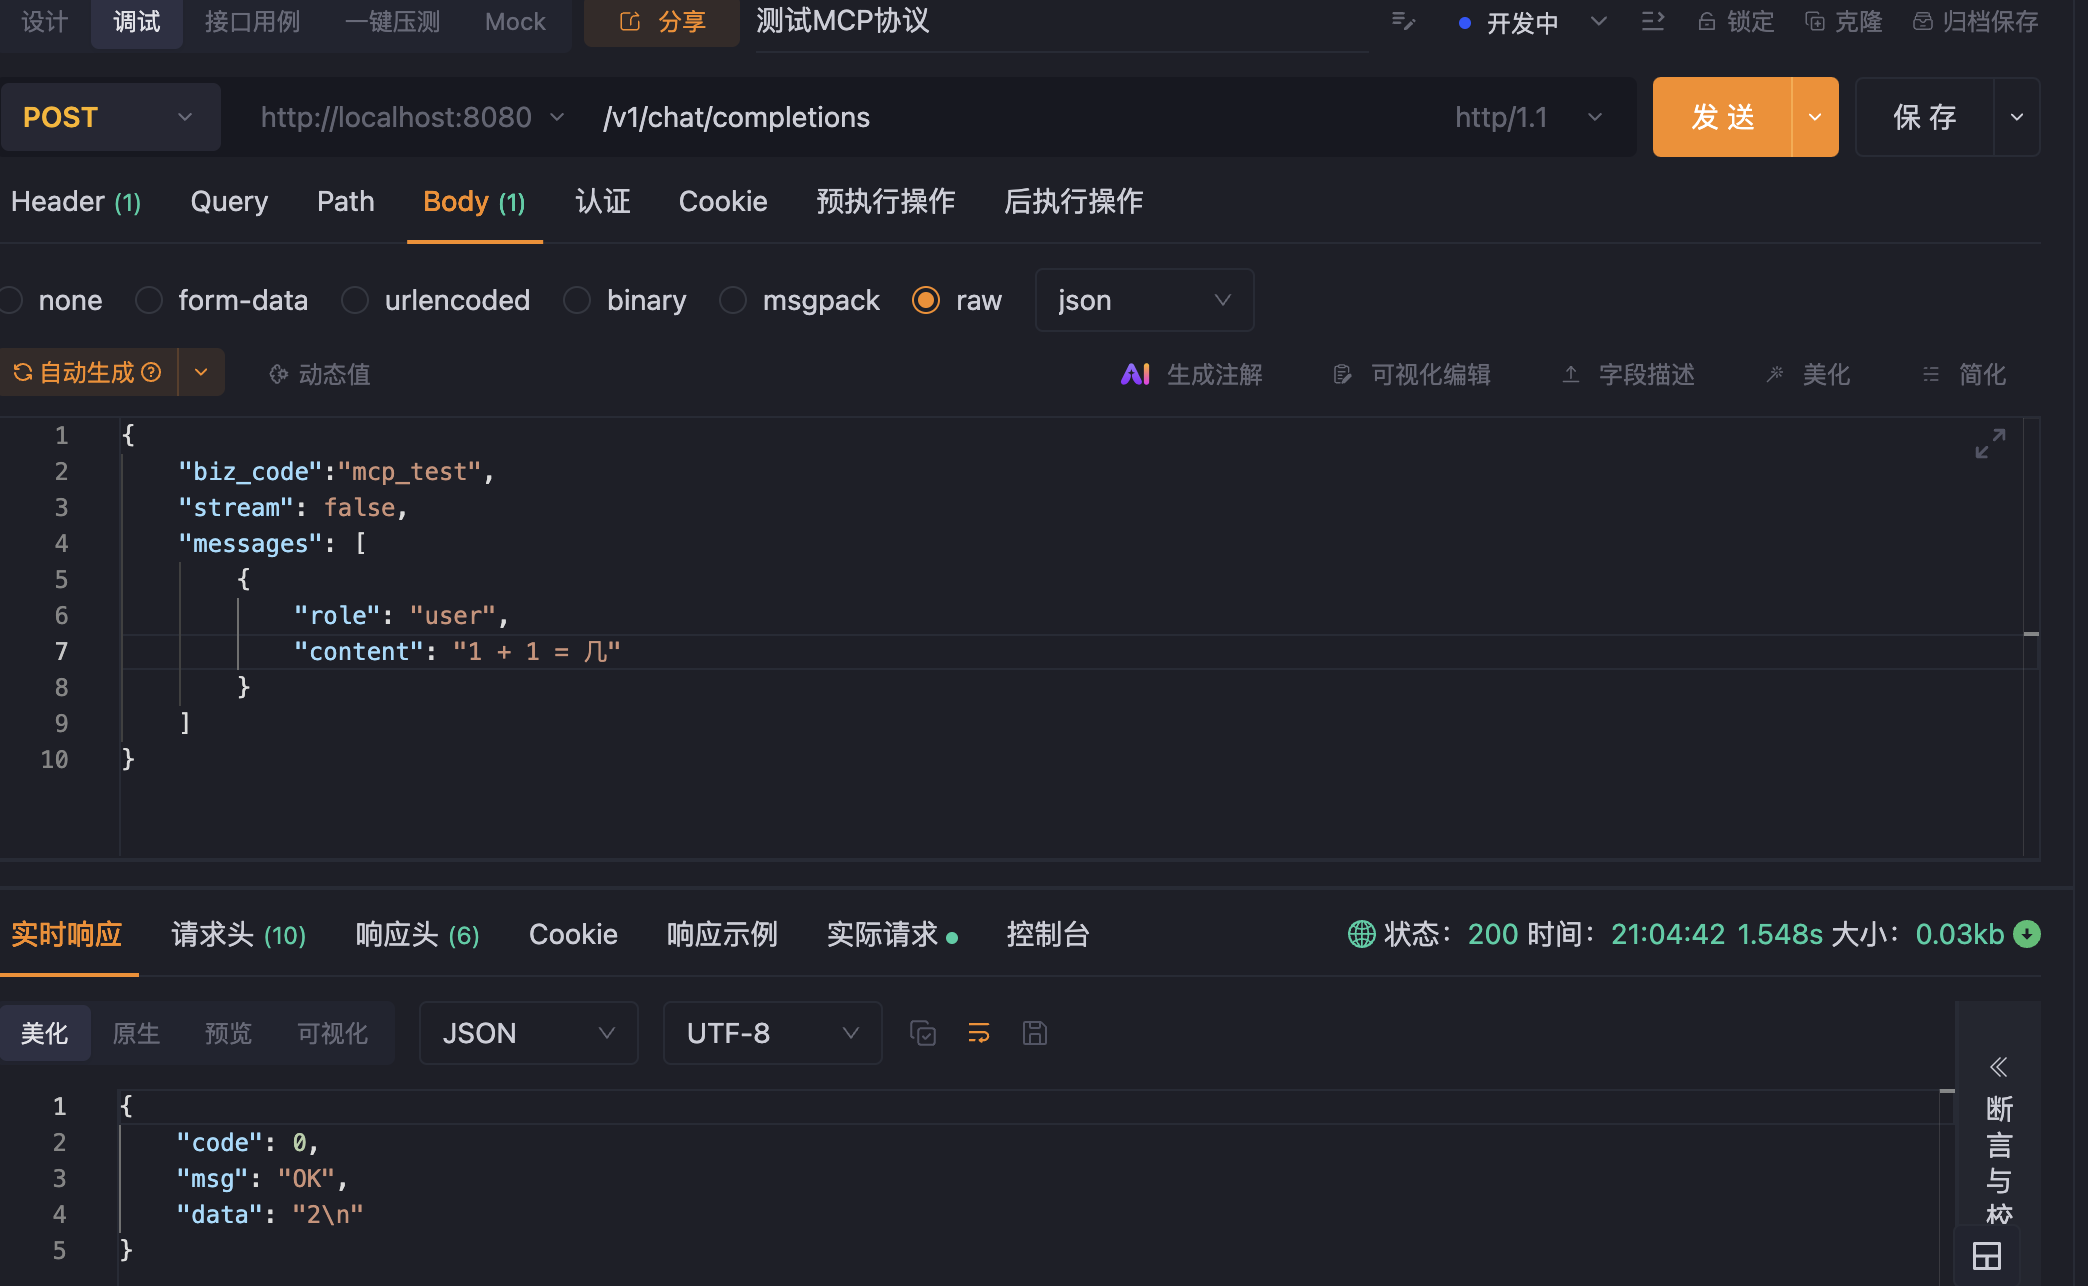 设计 调试 接口用例 一键压测 Mock 分享 测试MCP协议 开发中 锁定 克隆 归档保存
POST http://localhost:8080 /v1/chat/completions http/1.1 发 送 保 存
Header (1) Query Path Body (1) 认证 Cookie 预执行操作 后执行操作
none form-data urlencoded binary msgpack raw json
自动生成 动态值 AI 生成注解 可视化编辑 字段描述 美化 简化
1 {
2 "biz_code":"mcp_test",
3 "stream": false,
4 "messages": [
5 {
6 "role": "user",
7 "content": "1 + 1 = 几"
8 }
9 ]
10 }
实时响应 请求头 (10) 响应头 (6) Cookie 响应示例 实际请求 控制台 状态： 200 时间： 21:04:42 1.548s 大小： 0.03kb
美化 原生 预览 可视化 JSON UTF-8
1 {
2 "code": 0,
3 "msg": "OK",
4 "data": "2\n"
5 }
断言与校